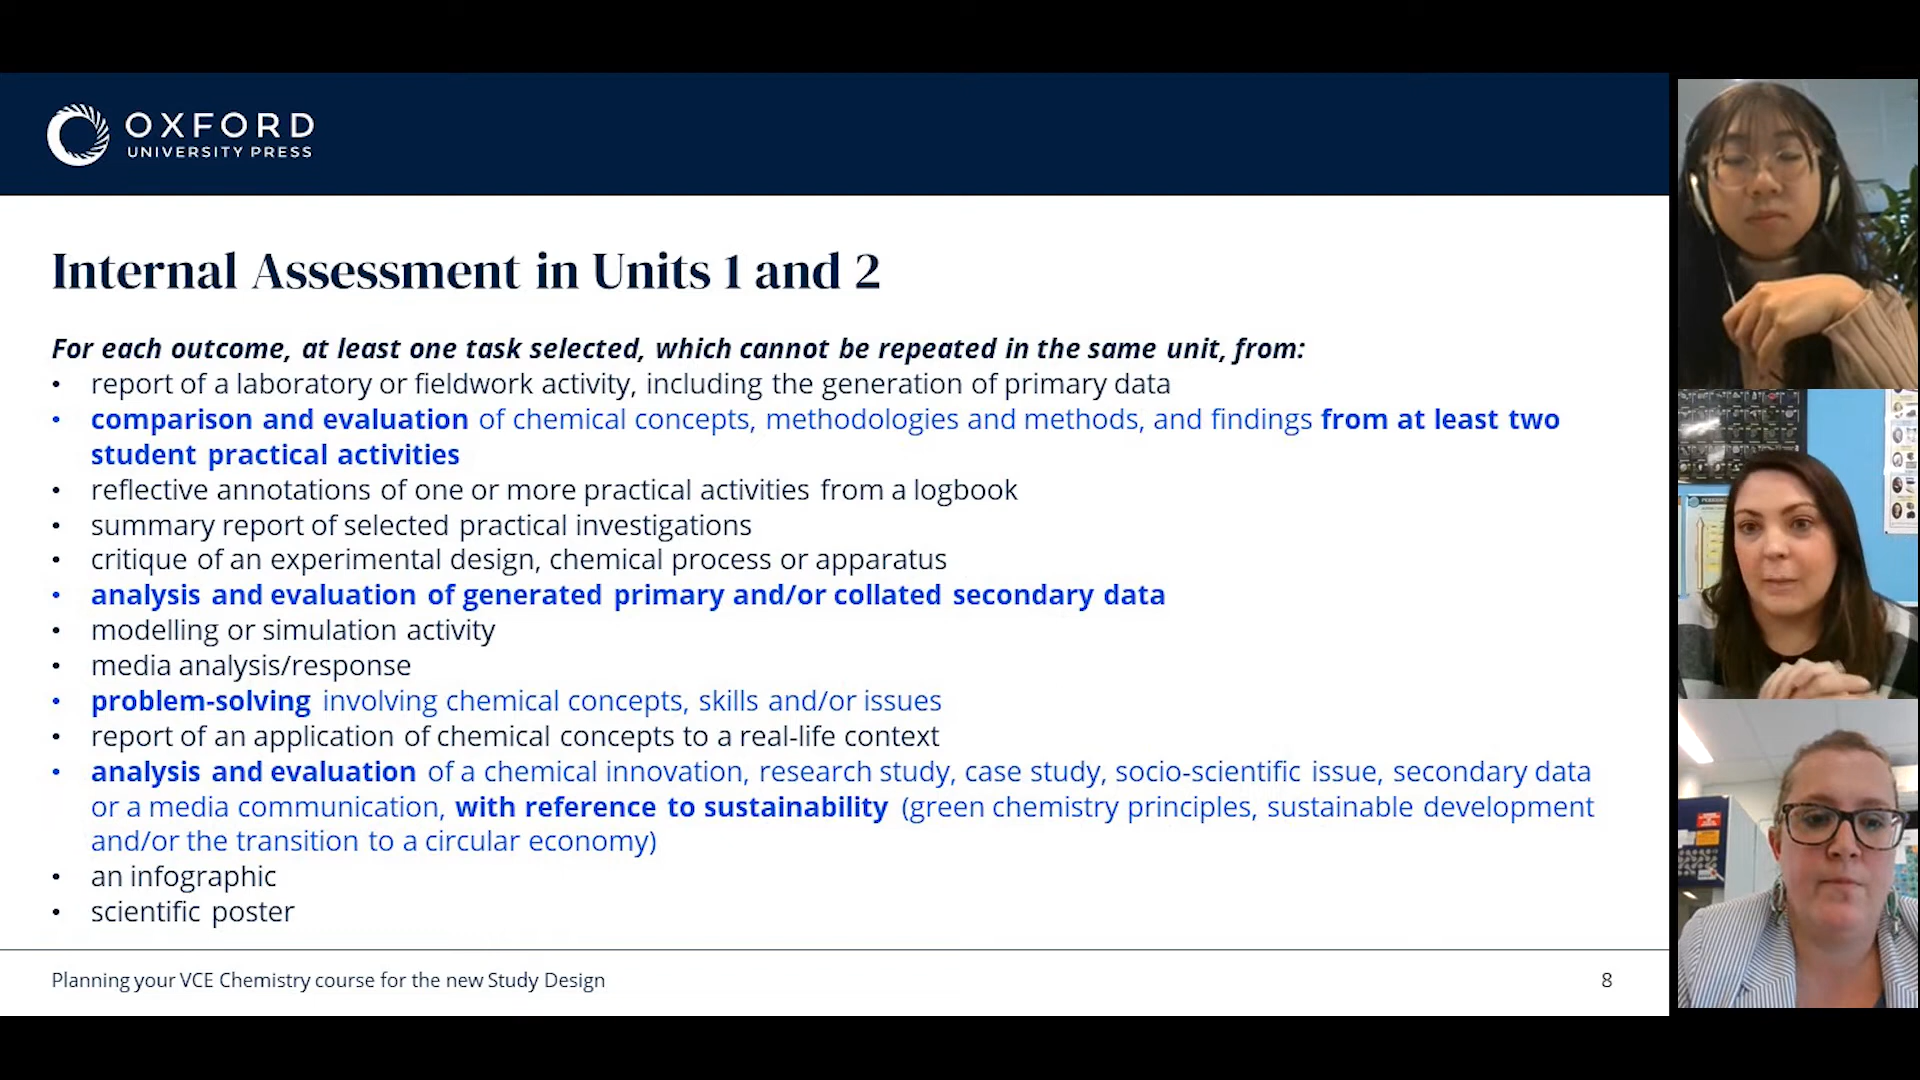 OXFORD
UNIVERSITY PRESS
Internal Assessment in Units 1 and 2
For each outcome, at least one task selected, which cannot be repeated in the same unit, from:
• report of a laboratory or fieldwork activity, including the generation of primary data
• comparison and evaluation of chemical concepts, methodologies and methods, and findings from at least two
student practical activities
• reflective annotations of one or more practical activities from a logbook
• summary report of selected practical investigations
• critique of an experimental design, chemical process or apparatus
• analysis and evaluation of generated primary and/or collated secondary data
• modelling or simulation activity
• media analysis/response
• problem-solving involving chemical concepts, skills and/or issues
• report of an application of chemical concepts to a real-life context
• analysis and evaluation of a chemical innovation, research study, case study, socio-scientific issue, secondary data
or a media communication, with reference to sustainability (green chemistry principles, sustainable development
and/or the transition to a circular economy)
• an infographic
• scientific poster
Planning your VCE Chemistry course for the new Study Design
8